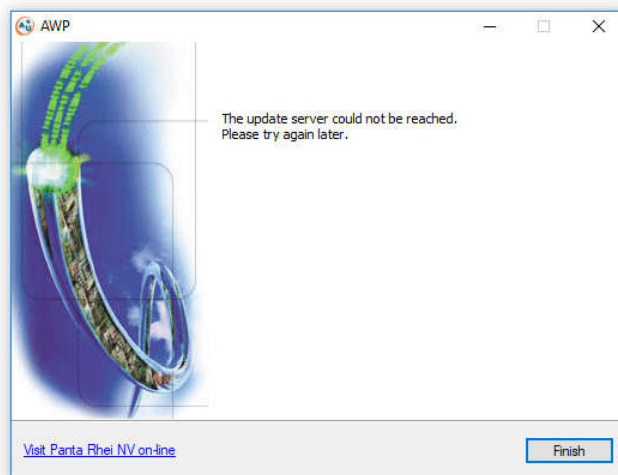 AWP
The update server could not be reached.
Please try again later.
Visit Panta Rhei NV on-line
Finish